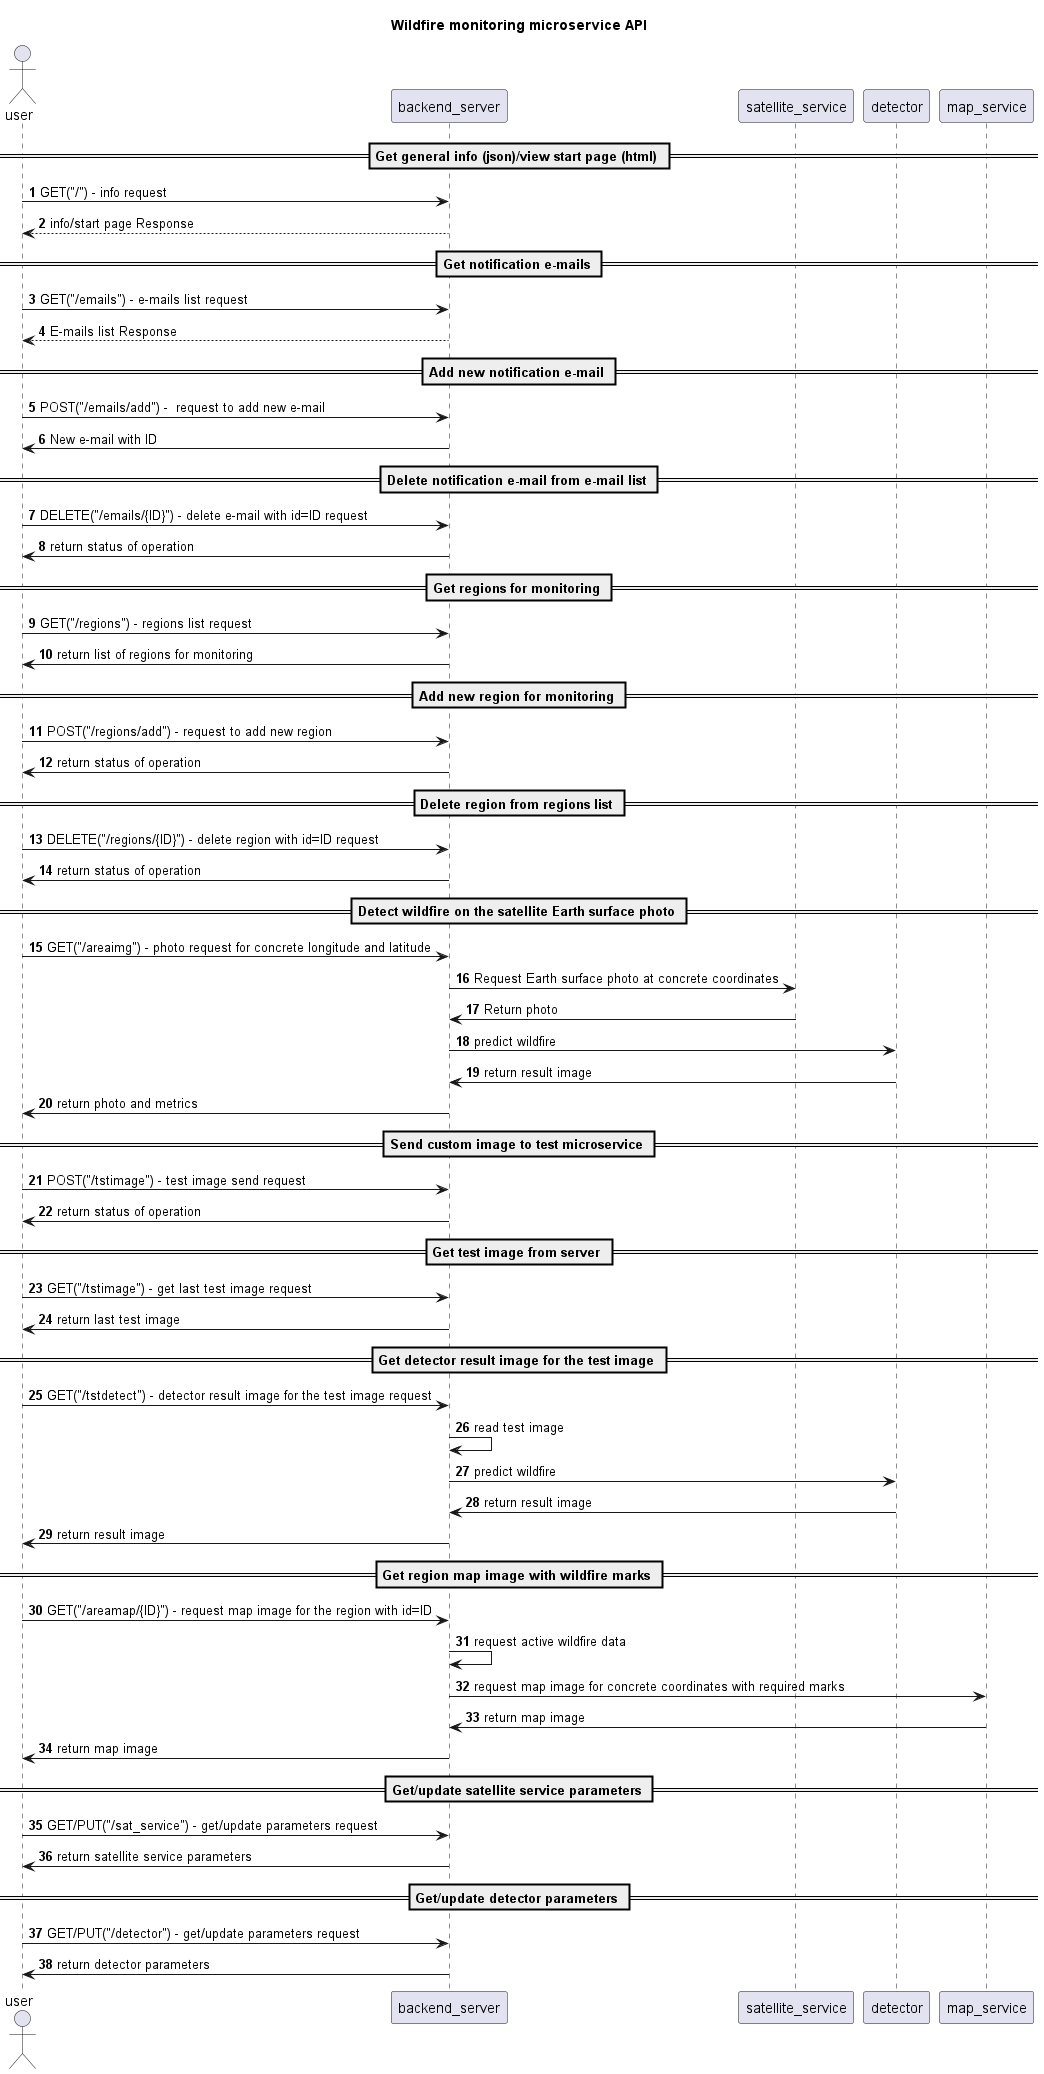 Wildfire monitoring microservice API
user
backend_server
satellite_service
detector
map_service
Get general info (json)/view start page (html)
1 GET("/") - info request
2 info/start page Response
Get notification e-mails
3 GET("/emails") - e-mails list request
4 E-mails list Response
Add new notification e-mail
5 POST("/emails/add") -  request to add new e-mail
6 New e-mail with ID
Delete notification e-mail from e-mail list
7 DELETE("/emails/{ID}") - delete e-mail with id=ID request
8 return status of operation
Get regions for monitoring
9 GET("/regions") - regions list request
10 return list of regions for monitoring
Add new region for monitoring
11 POST("/regions/add") - request to add new region
12 return status of operation
Delete region from regions list
13 DELETE("/regions/{ID}") - delete region with id=ID request
14 return status of operation
Detect wildfire on the satellite Earth surface photo
15 GET("/areaimg") - photo request for concrete longitude and latitude
16 Request Earth surface photo at concrete coordinates
17 Return photo
18 predict wildfire
19 return result image
20 return photo and metrics
Send custom image to test microservice
21 POST("/tstimage") - test image send request
22 return status of operation
Get test image from server
23 GET("/tstimage") - get last test image request
24 return last test image
Get detector result image for the test image
25 GET("/tstdetect") - detector result image for the test image request
26 read test image
27 predict wildfire
28 return result image
29 return result image
Get region map image with wildfire marks
30 GET("/areamap/{ID}") - request map image for the region with id=ID
31 request active wildfire data
32 request map image for concrete coordinates with required marks
33 return map image
34 return map image
Get/update satellite service parameters
35 GET/PUT("/sat_service") - get/update parameters request
36 return satellite service parameters
Get/update detector parameters
37 GET/PUT("/detector") - get/update parameters request
38 return detector parameters
user
backend_server
satellite_service
detector
map_service